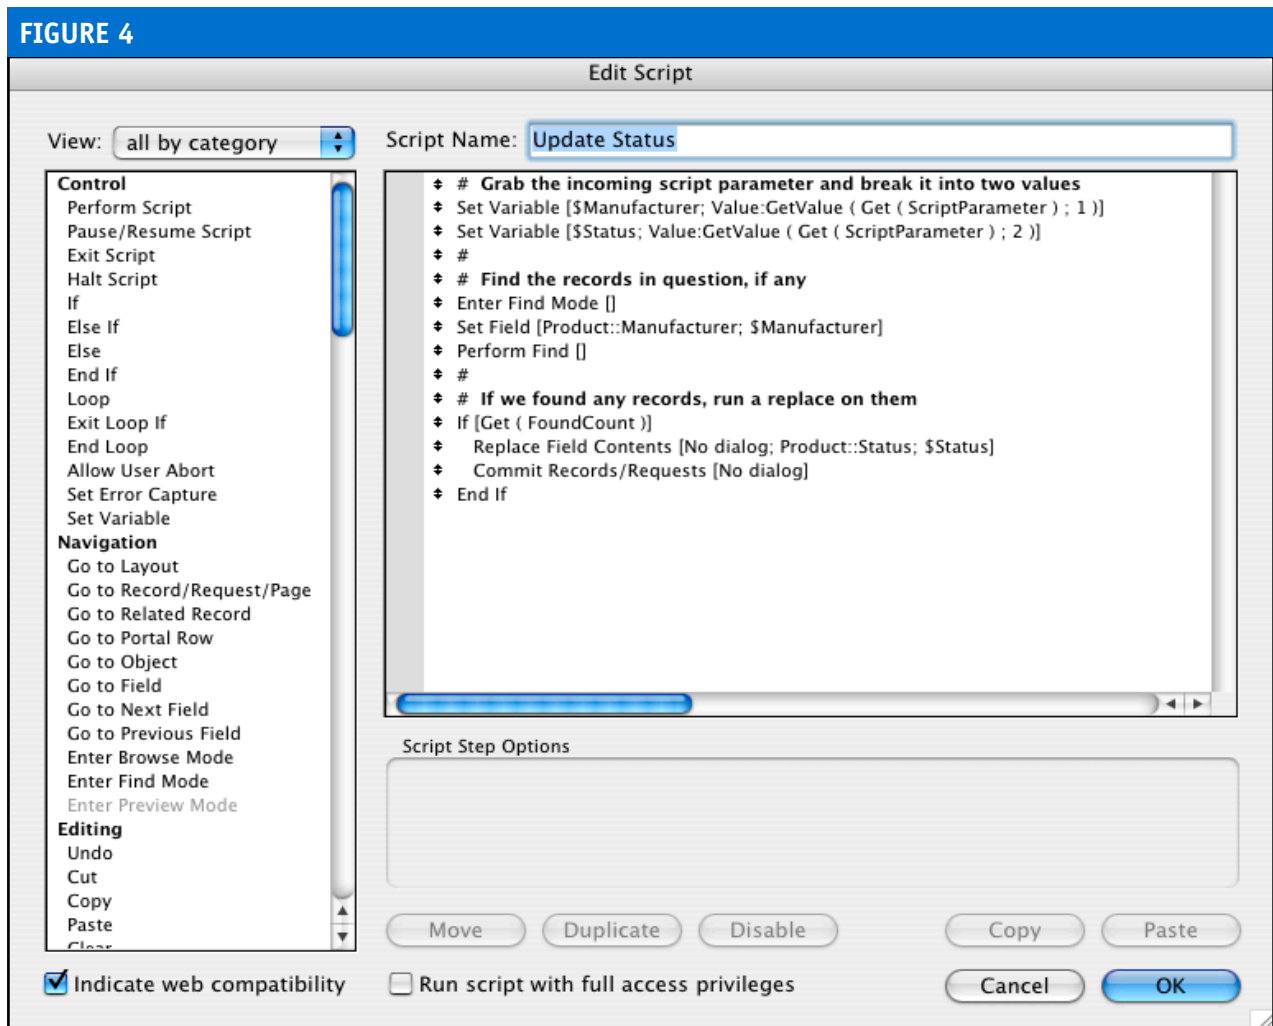 FIGURE 4
Edit Script
View: all by category
Script Name: Update Status
Control
Perform Script
Pause/Resume Script
Exit Script
Halt Script
If
Else If
Else
End If
Loop
Exit Loop If
End Loop
Allow User Abort
Set Error Capture
Set Variable
Navigation
Go to Layout
Go to Record/Request/Page
Go to Related Record
Go to Portal Row
Go to Object
Go to Field
Go to Next Field
Go to Previous Field
Enter Browse Mode
Enter Find Mode
Enter Preview Mode
Editing
Undo
Cut
Copy
Paste
Clear
# Grab the incoming script parameter and break it into two values
Set Variable [$Manufacturer; Value:GetValue ( Get ( ScriptParameter ) ; 1 )]
Set Variable [$Status; Value:GetValue ( Get ( ScriptParameter ) ; 2 )]
#
# Find the records in question, if any
Enter Find Mode []
Set Field [Product::Manufacturer; $Manufacturer]
Perform Find []
#
# If we found any records, run a replace on them
If [Get ( FoundCount )]
Replace Field Contents [No dialog; Product::Status; $Status]
Commit Records/Requests [No dialog]
End If
Script Step Options
Move Duplicate Disable Copy Paste
Indicate web compatibility
Run script with full access privileges
Cancel OK